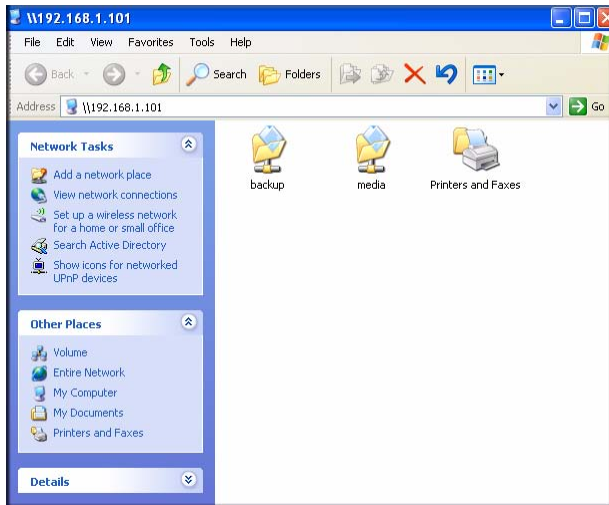 \\192.168.1.101
File Edit View Favorites Tools Help
Back Search Folders
Address \\192.168.1.101 Go
Network Tasks
Add a network place
View network connections
Set up a wireless network
for a home or small office
Search Active Directory
Show icons for networked
UPnP devices
Other Places
Volume
Entire Network
My Computer
My Documents
Printers and Faxes
Details
backup media Printers and Faxes